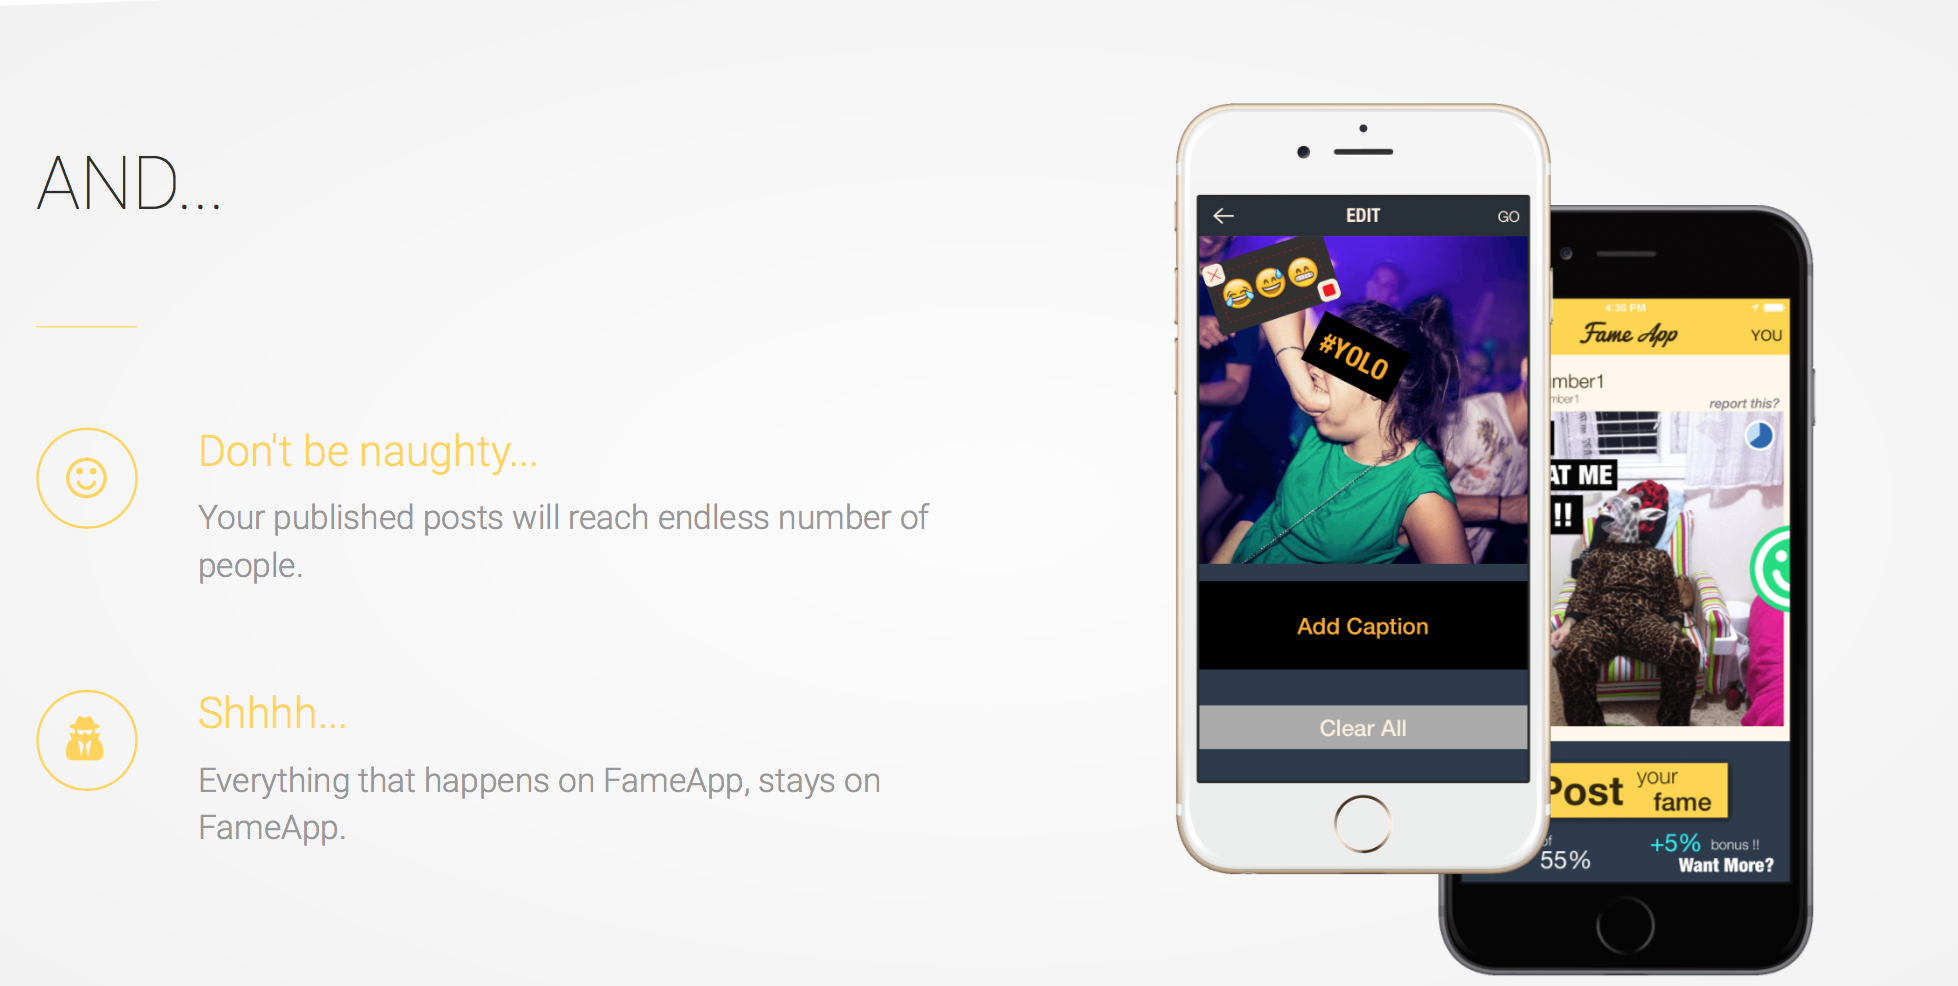 AND...
Don't be naughty...
Your published posts will reach endless number of
people.
Shhhh...
Everything that happens on FameApp, stays on
FameApp.
EDIT
GO
#YOLO
Add Caption
Clear All
4:36 PM
Fame App
YOU
mber1
mber1
report this?
AT ME
!!
Post your
fame
of
55%
+5% bonus !!
Want More?